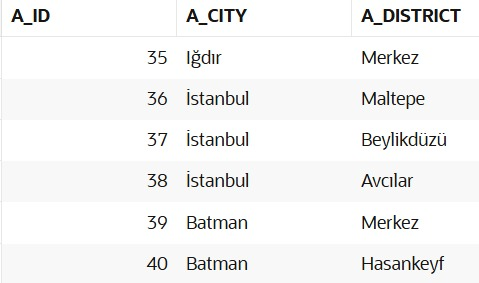 A_ID A_CITY A_DISTRICT
35 Iğdır Merkez
36 İstanbul Maltepe
37 İstanbul Beylikdüzü
38 İstanbul Avcılar
39 Batman Merkez
40 Batman Hasankeyf